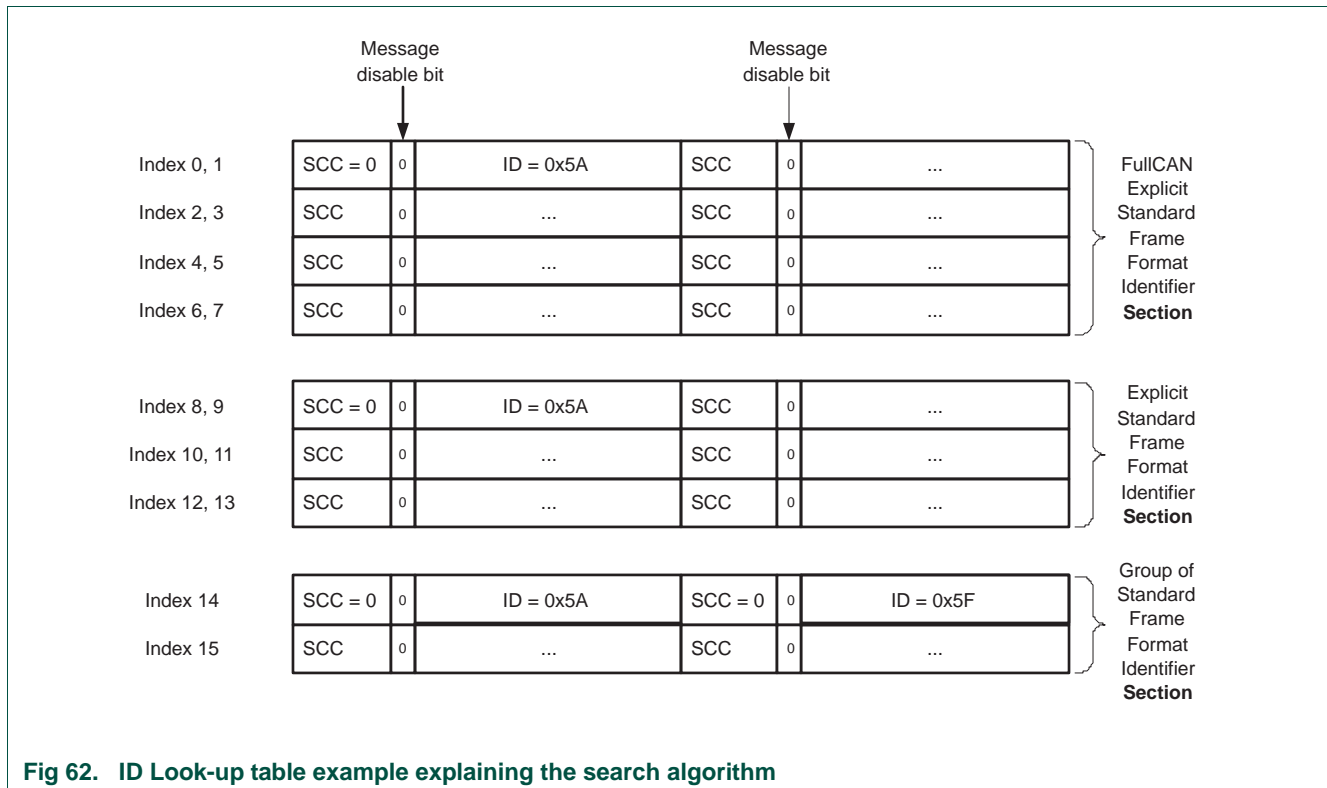 Message
disable bit
Message
disable bit
Index 0, 1
SCC = 0
0
ID = 0x5A
SCC
0
...
Index 2, 3
SCC
0
...
SCC
0
...
Index 4, 5
SCC
0
...
SCC
0
...
Index 6, 7
SCC
0
...
SCC
0
...
FullCAN
Explicit
Standard
Frame
Format
Identifier
Section
Index 8, 9
SCC = 0
0
ID = 0x5A
SCC
0
...
Index 10, 11
SCC
0
...
SCC
0
...
Index 12, 13
SCC
0
...
SCC
0
...
Explicit
Standard
Frame
Format
Identifier
Section
Index 14
SCC = 0
0
ID = 0x5A
SCC = 0
0
ID = 0x5F
Index 15
SCC
0
...
SCC
0
...
Group of
Standard
Frame
Format
Identifier
Section
Fig 62. ID Look-up table example explaining the search algorithm